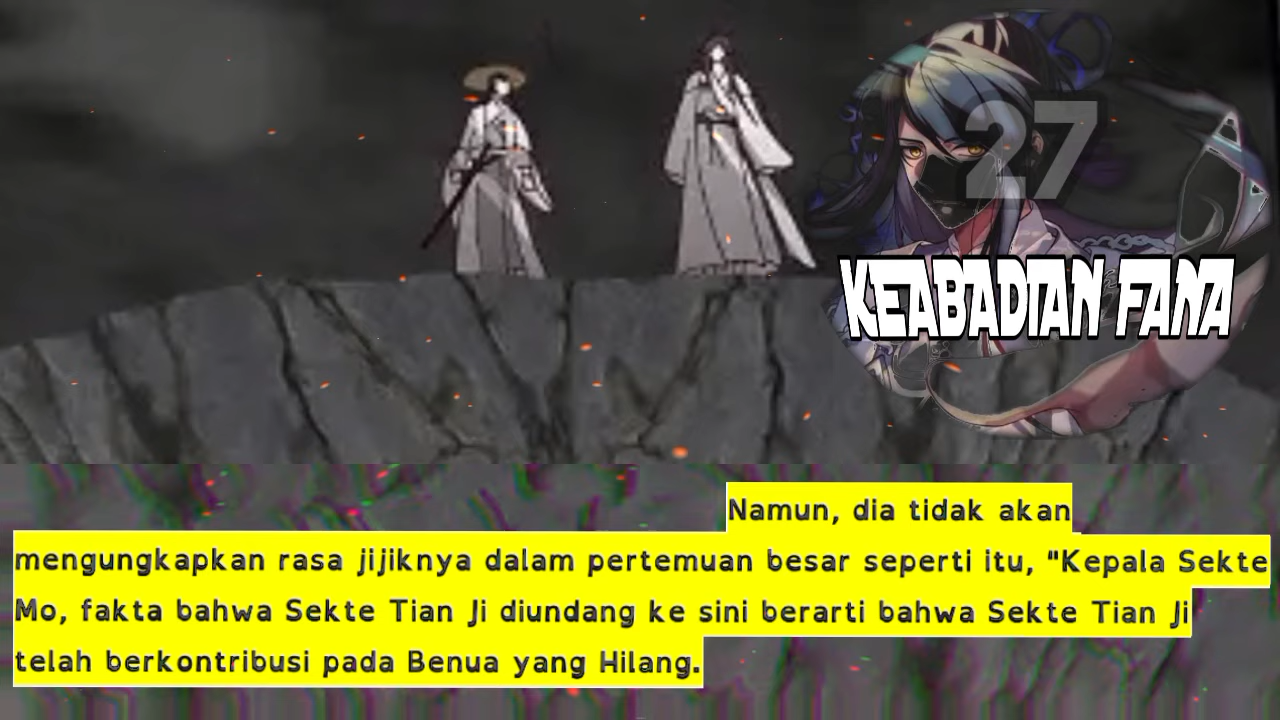 27
KEABADIAN FANA
Namun, dia tidak akan
mengungkapkan rasa jijiknya dalam pertemuan besar seperti itu, "Kepala Sekte
Mo, fakta bahwa Sekte Tian Ji diundang ke sini berarti bahwa Sekte Tian Ji
telah berkontribusi pada Benua yang Hilang.